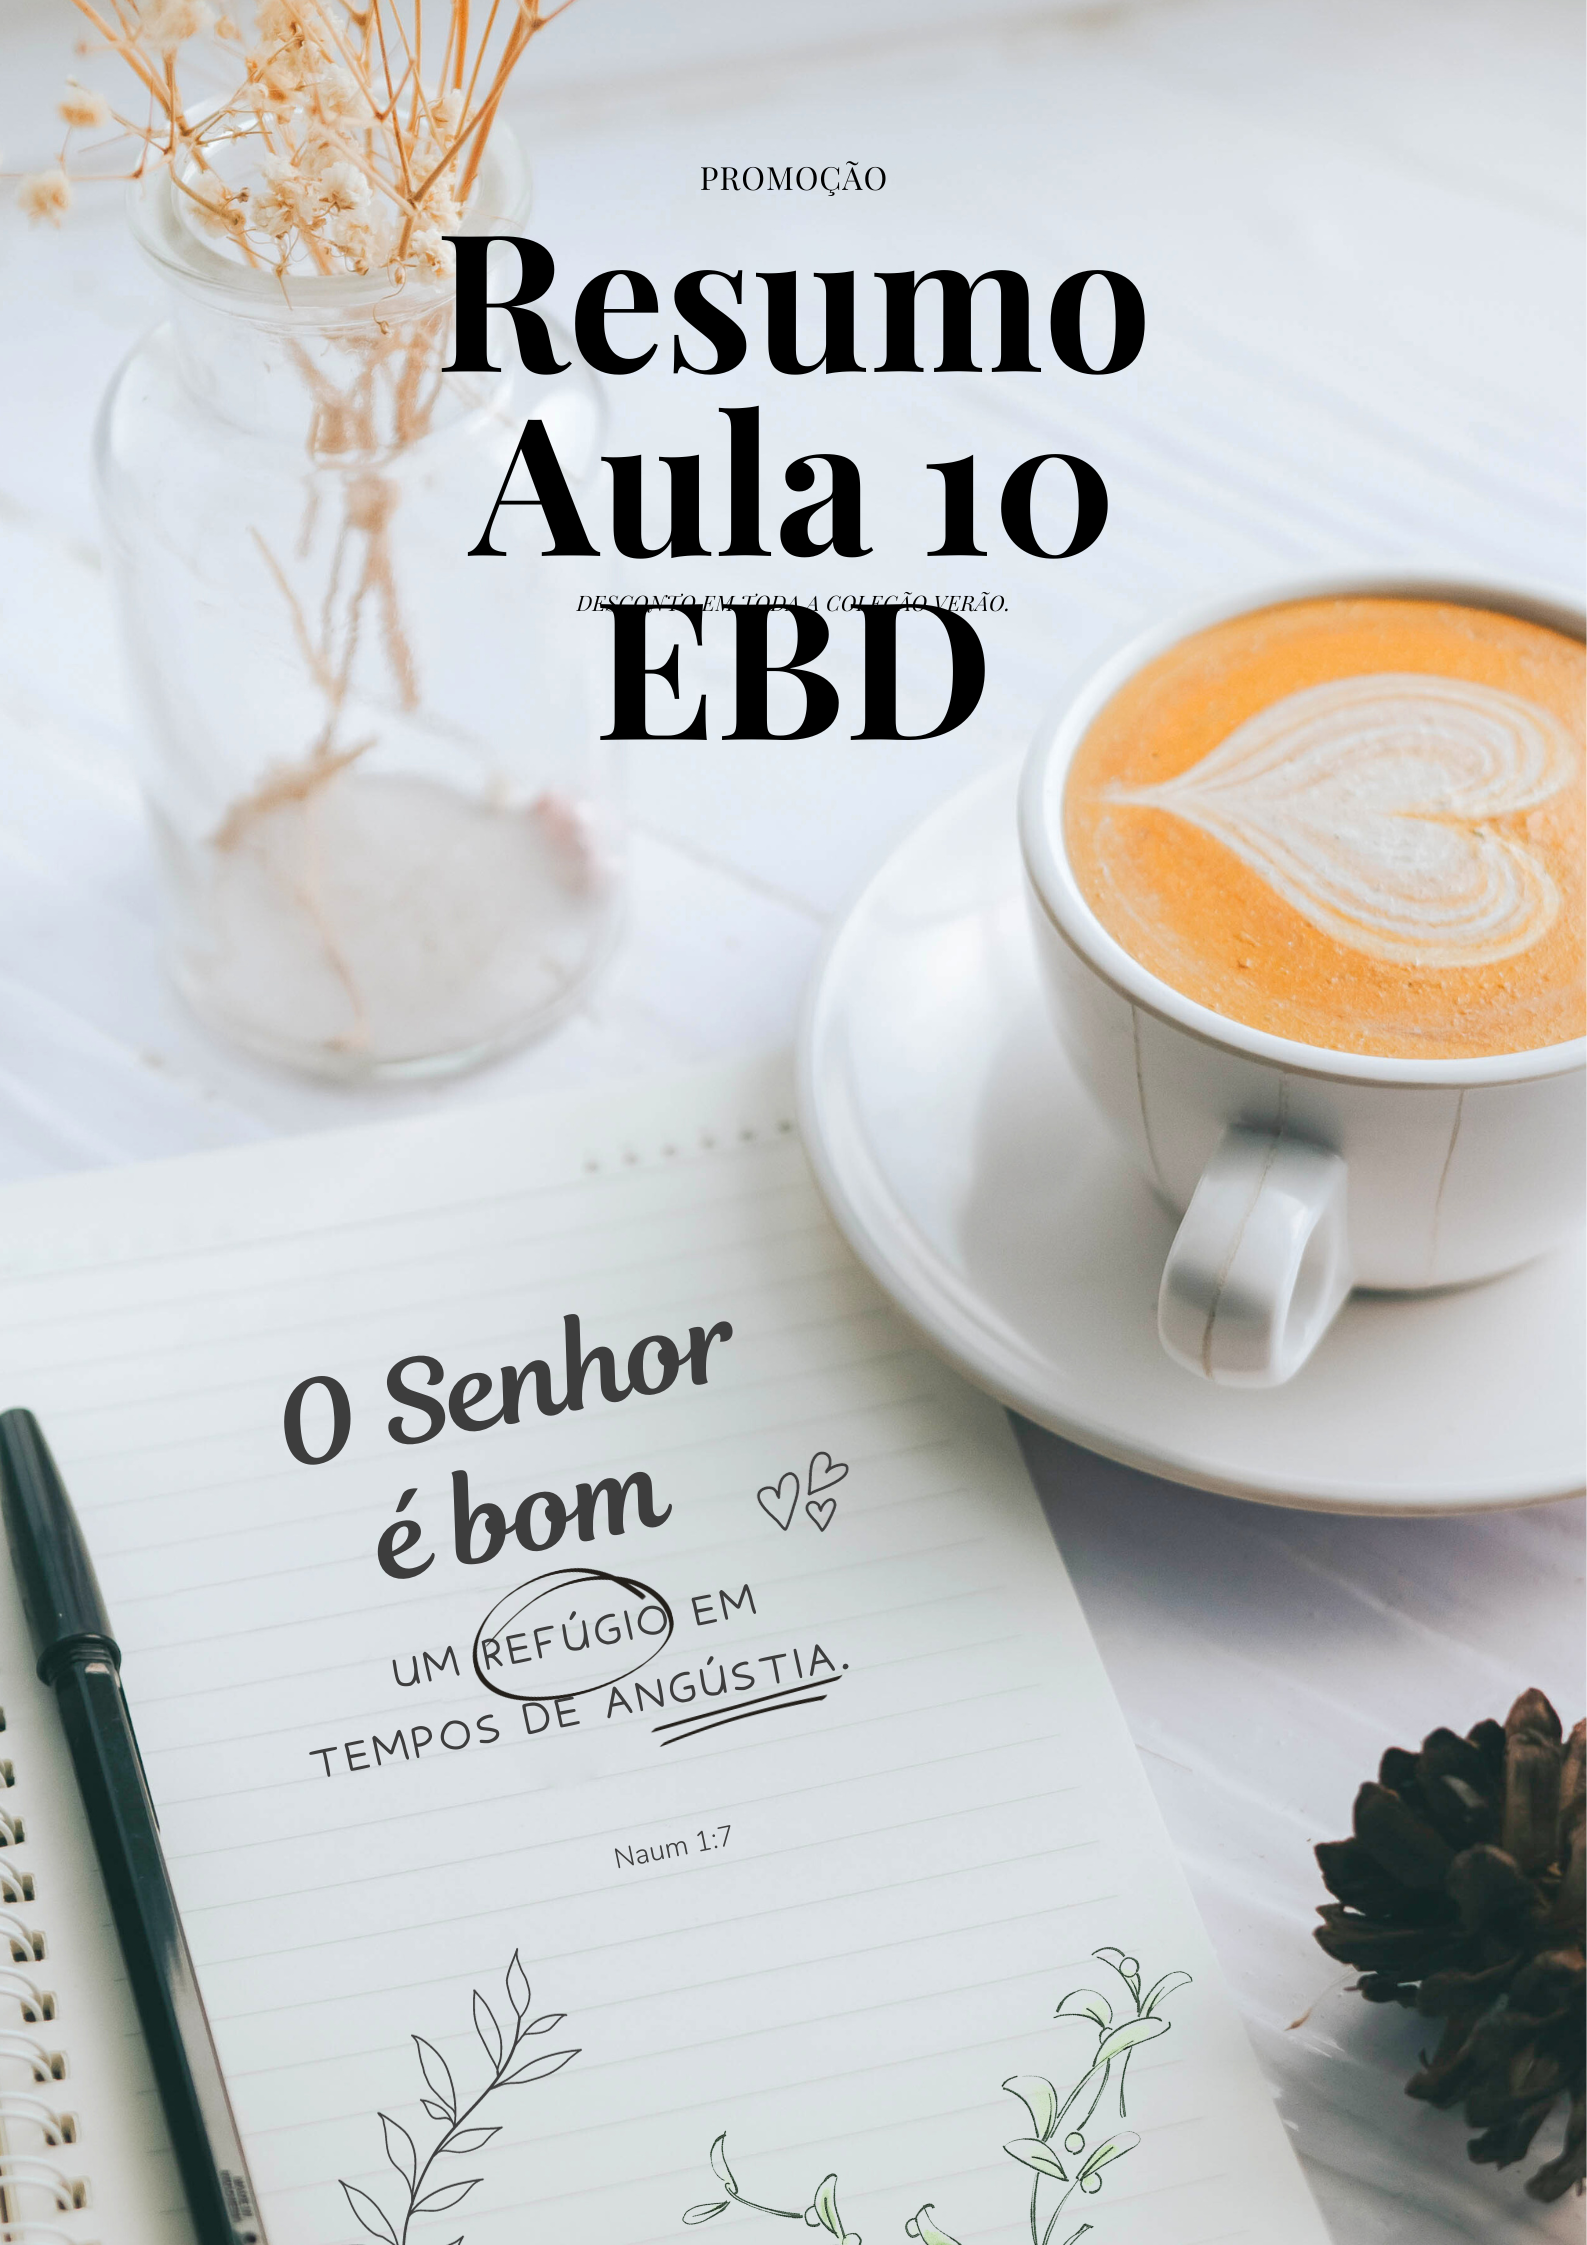 PROMOÇÃO
Resumo
Aula 10
DESCONTO EM TODA A COLEÇÃO VERÃO.
EBD
O Senhor
é bom
UM REFÚGIO EM
TEMPOS DE ANGÚSTIA.
Naum 1:7